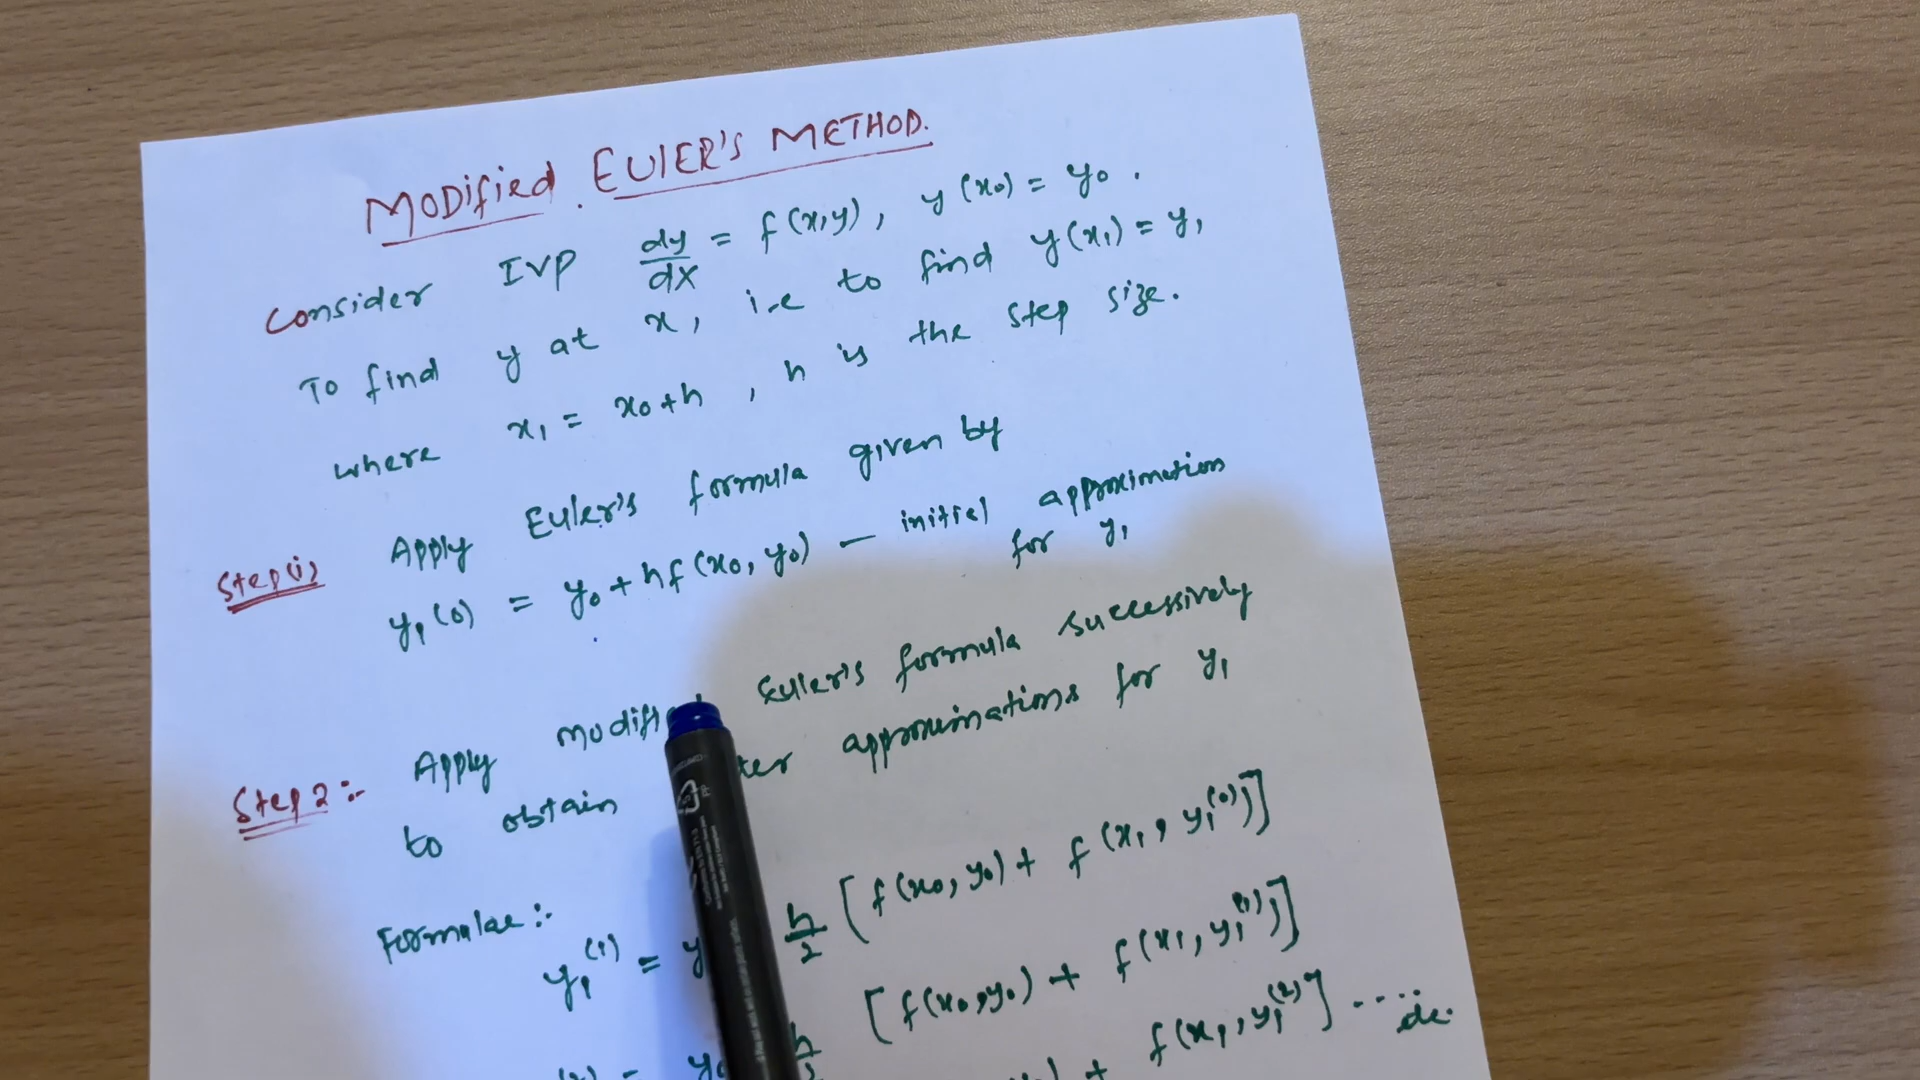 MODified EUlER'S METHOD.
Consider IVP dy/dx = f(x,y), y(x₀) = y₀.
To find y at x, i.e to find y(x₁) = y₁
where x₁ = x₀+h, h is the step size.
Step(i) Apply Euler's formula given by
y₁(0) = y₀ + hf(x₀, y₀) — initial approximation
for y₁
Step 2:- Apply Euler's formula successively
to obtain approximations for y₁
Formulae:-
y₁⁽¹⁾ = h/2 [f(x₀, y₀) + f(x₁, y₁⁽⁰⁾)]
[f(x₀, y₀) + f(x₁, y₁⁽¹⁾)]
+ f(x₁, y₁⁽²⁾] ....